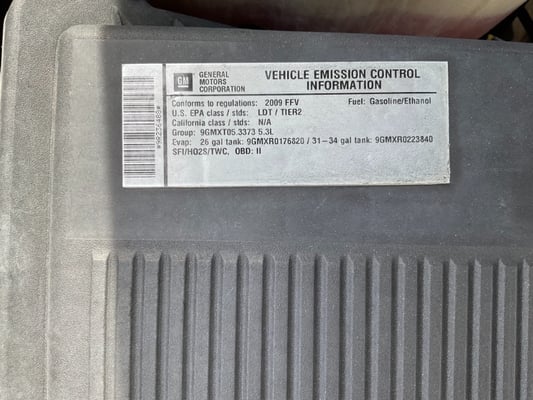 GM
GENERAL MOTORS CORPORATION
VEHICLE EMISSION CONTROL INFORMATION
Conforms to regulations: 2009 FFV Fuel: Gasoline/Ethanol
U.S. EPA class / stds: LDT / TIER2
California class / stds: N/A
Group: 9GMXT05.3373 5.3L
Evap: 26 gal tank: 9GMXR0176820 / 31-34 gal tank: 9GMXR0223840
SFI/HO2S/TWC, OBD: II